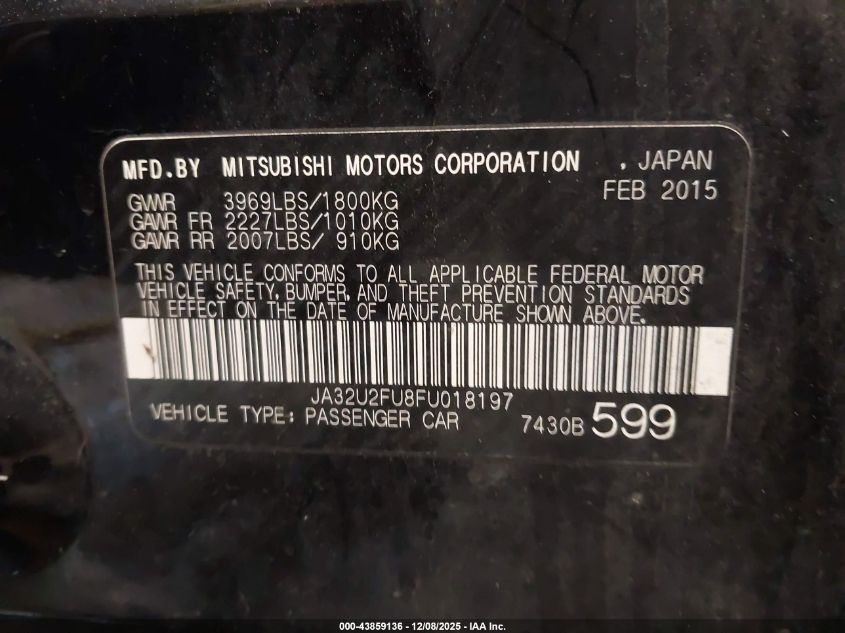 MFD.BY MITSUBISHI MOTORS CORPORATION . JAPAN
FEB 2015
GVWR 3969LBS/1800KG
GAWR FR 2227LBS/1010KG
GAWR RR 2007LBS/ 910KG
THIS VEHICLE CONFORMS TO ALL APPLICABLE FEDERAL MOTOR
VEHICLE SAFETY, BUMPER, AND THEFT PREVENTION STANDARDS
IN EFFECT ON THE DATE OF MANUFACTURE SHOWN ABOVE.
JA32U2FU8FU018197
VEHICLE TYPE: PASSENGER CAR 7430B 599
000-43859136 - 12/08/2025 - IAA Inc.